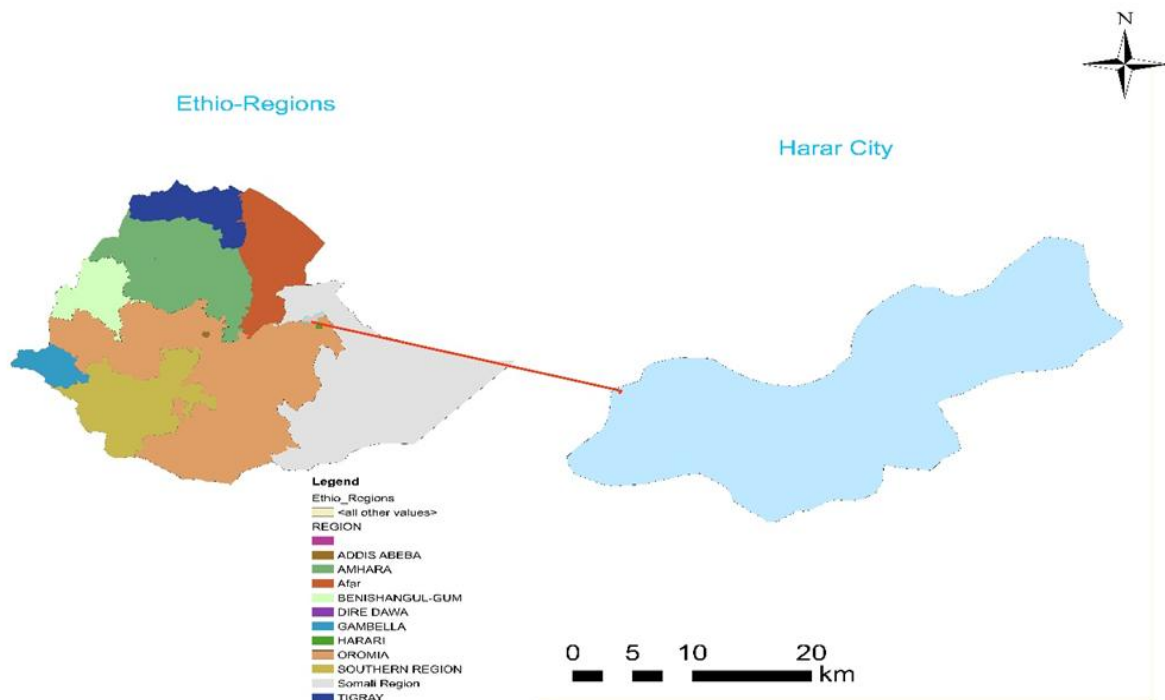 N
Ethio-Regions
Harar City
Legend
Ethio_Regions
<all other values>
REGION
ADDIS ABEBA
AMHARA
Afar
BENISHANGUL-GUM
DIRE DAWA
GAMBELLA
HARARI
OROMIA
SOUTHERN REGION
Somali Region
TIGRAY
0 5 10 20
km